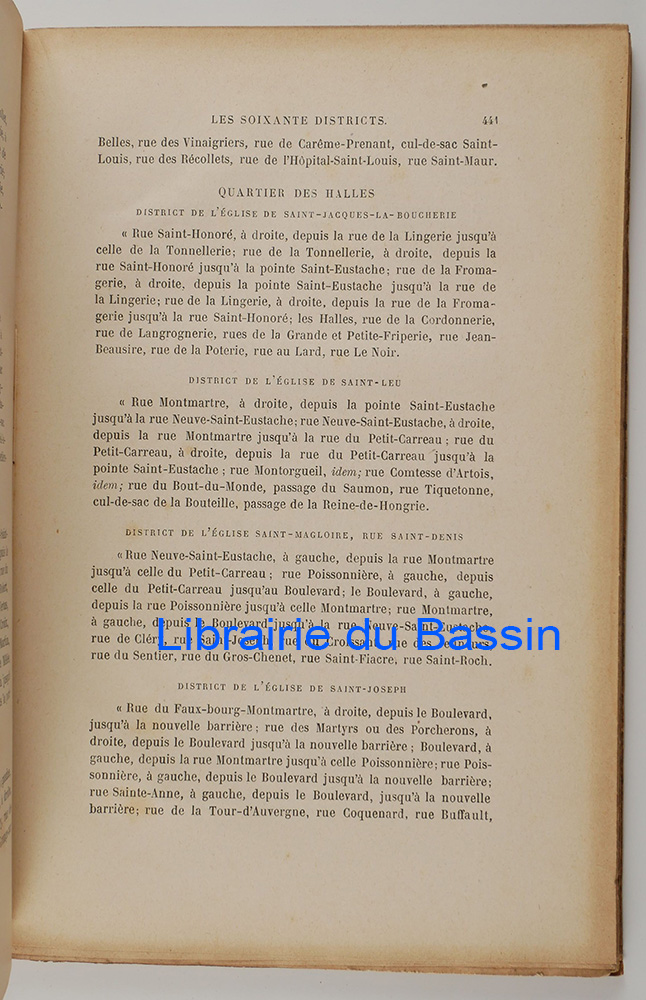 LES SOIXANTE DISTRICTS. 441
Belles, rue des Vinaigriers, rue de Carême-Prenant, cul-de-sac Saint-
Louis, rue des Récollets, rue de l'Hôpital-Saint-Louis, rue Saint-Maur.
QUARTIER DES HALLES
DISTRICT DE L'ÉGLISE DE SAINT-JACQUES-LA-BOUCHERIE
« Rue Saint-Honoré, à droite, depuis la rue de la Lingerie jusqu'à
celle de la Tonnellerie; rue de la Tonnellerie, à droite, depuis la
rue Saint-Honoré jusqu'à la pointe Saint-Eustache; rue de la Froma-
gerie, à droite, depuis la pointe Saint-Eustache jusqu'à la rue de
la Lingerie; rue de la Lingerie, à droite, depuis la rue de la Froma-
gerie jusqu'à la rue Saint-Honoré; les Halles, rue de la Cordonnerie,
rue de Langrognerie, rues de la Grande et Petite-Friperie, rue Jean-
Beausire, rue de la Poterie, rue au Lard, rue Le Noir.
DISTRICT DE L'ÉGLISE DE SAINT-LEU
« Rue Montmartre, à droite, depuis la pointe Saint-Eustache
jusqu'à la rue Neuve-Saint-Eustache; rue Neuve-Saint-Eustache, à droite,
depuis la rue Montmartre jusqu'à la rue du Petit-Carreau; rue du
Petit-Carreau, à droite, depuis la rue du Petit-Carreau jusqu'à la
pointe Saint-Eustache; rue Montorgueil, idem; rue Comtesse d'Artois,
idem; rue du Bout-du-Monde, passage du Saumon, rue Tiquetonne,
cul-de-sac de la Bouteille, passage de la Reine-de-Hongrie.
DISTRICT DE L'ÉGLISE SAINT-MAGLOIRE, RUE SAINT-DENIS
« Rue Neuve-Saint-Eustache, à gauche, depuis la rue Montmartre
jusqu'à celle du Petit-Carreau; rue Poissonnière, à gauche, depuis
celle du Petit-Carreau jusqu'au Boulevard; le Boulevard, à gauche,
depuis la rue Poissonnière jusqu'à celle Montmartre; rue Montmartre,
à gauche, depuis le Boulevard jusqu'à la rue Neuve-Saint-Eustache,
rue de Cléry, rue Saint-Joseph, rue du Croissant, rue des Jeûneurs,
rue du Sentier, rue du Gros-Chenet, rue Saint-Fiacre, rue Saint-Roch.
Librairie du Bassin
DISTRICT DE L'ÉGLISE DE SAINT-JOSEPH
« Rue du Faux-bourg-Montmartre, à droite, depuis le Boulevard,
jusqu'à la nouvelle barrière; rue des Martyrs ou des Porcherons, à
droite, depuis le Boulevard jusqu'à la nouvelle barrière; Boulevard, à
gauche, depuis la rue Montmartre jusqu'à celle Poissonnière; rue Pois-
sonnière, à gauche, depuis le Boulevard jusqu'à la nouvelle barrière;
rue Sainte-Anne, à gauche, depuis le Boulevard, jusqu'à la nouvelle
barrière; rue de la Tour-d'Auvergne, rue Coquenard, rue Buffault,